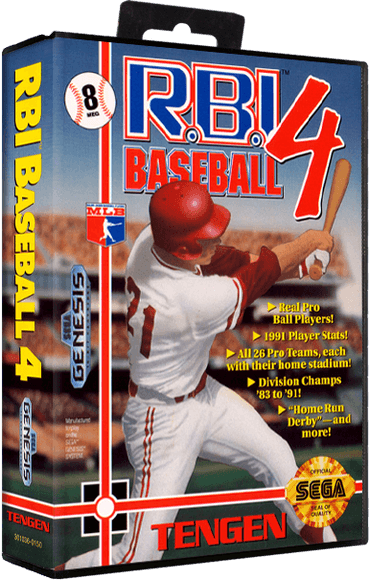 8
MEG
R.B.I.™ 4
BASEBALL
MLB
21
SEGA
GENESIS
► Real Pro
Ball Players!
► 1991 Player Stats!
► All 26 Pro Teams, each
with their home stadium!
► Division Champs
'83 to '91!
► "Home Run
Derby"—and
more!
OFFICIAL
SEGA
SEAL OF
QUALITY
TENGEN
RBI BASEBALL 4
SEGA
GENESIS
TENGEN